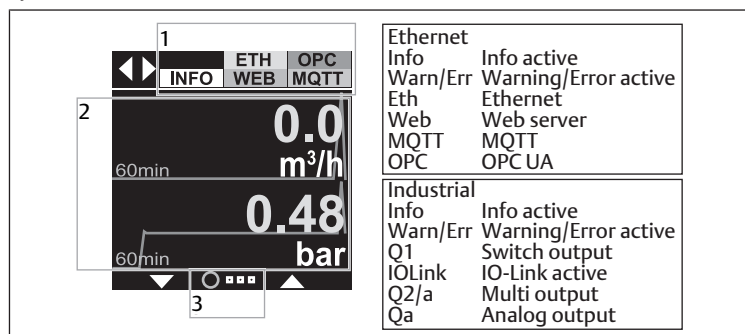 1
ETH OPC
INFO WEB MQTT
2
0.0
60min m³/h
0.48
60min bar
3
Ethernet
Info Info active
Warn/Err Warning/Error active
Eth Ethernet
Web Web server
MQTT MQTT
OPC OPC UA
Industrial
Info Info active
Warn/Err Warning/Error active
Q1 Switch output
IOLink IO-Link active
Q2/a Multi output
Qa Analog output